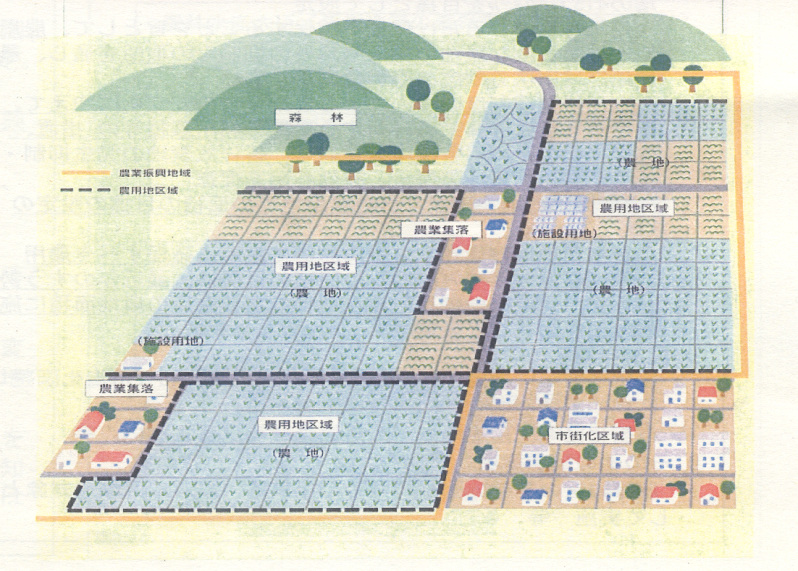 森 林
農業振興地域
農用地区域
(農 地)
農用地区域
農業集落
(施設用地)
農用地区域
(農 地)
(農 地)
(施設用地)
農業集落
農用地区域
(農 地)
市街化区域